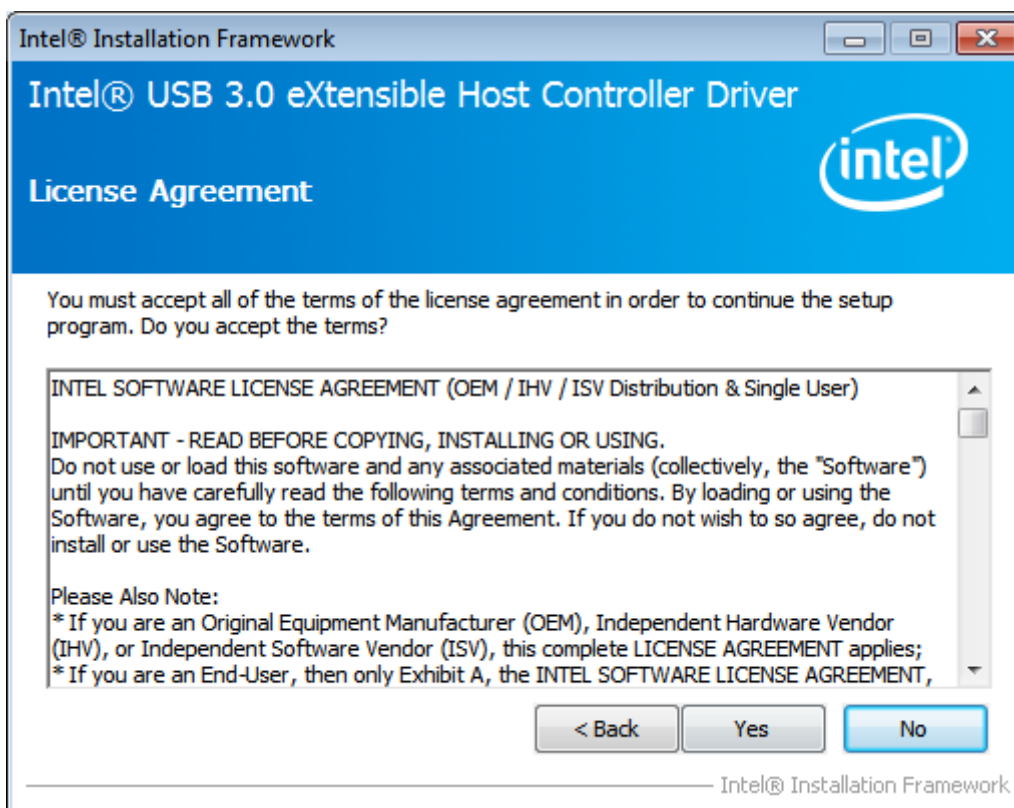 Intel® Installation Framework
Intel® USB 3.0 eXtensible Host Controller Driver
intel
License Agreement
You must accept all of the terms of the license agreement in order to continue the setup
program. Do you accept the terms?
INTEL SOFTWARE LICENSE AGREEMENT (OEM / IHV / ISV Distribution & Single User)
IMPORTANT - READ BEFORE COPYING, INSTALLING OR USING.
Do not use or load this software and any associated materials (collectively, the "Software")
until you have carefully read the following terms and conditions. By loading or using the
Software, you agree to the terms of this Agreement. If you do not wish to so agree, do not
install or use the Software.
Please Also Note:
* If you are an Original Equipment Manufacturer (OEM), Independent Hardware Vendor
(IHV), or Independent Software Vendor (ISV), this complete LICENSE AGREEMENT applies;
* If you are an End-User, then only Exhibit A, the INTEL SOFTWARE LICENSE AGREEMENT,
< Back Yes No
Intel® Installation Framework